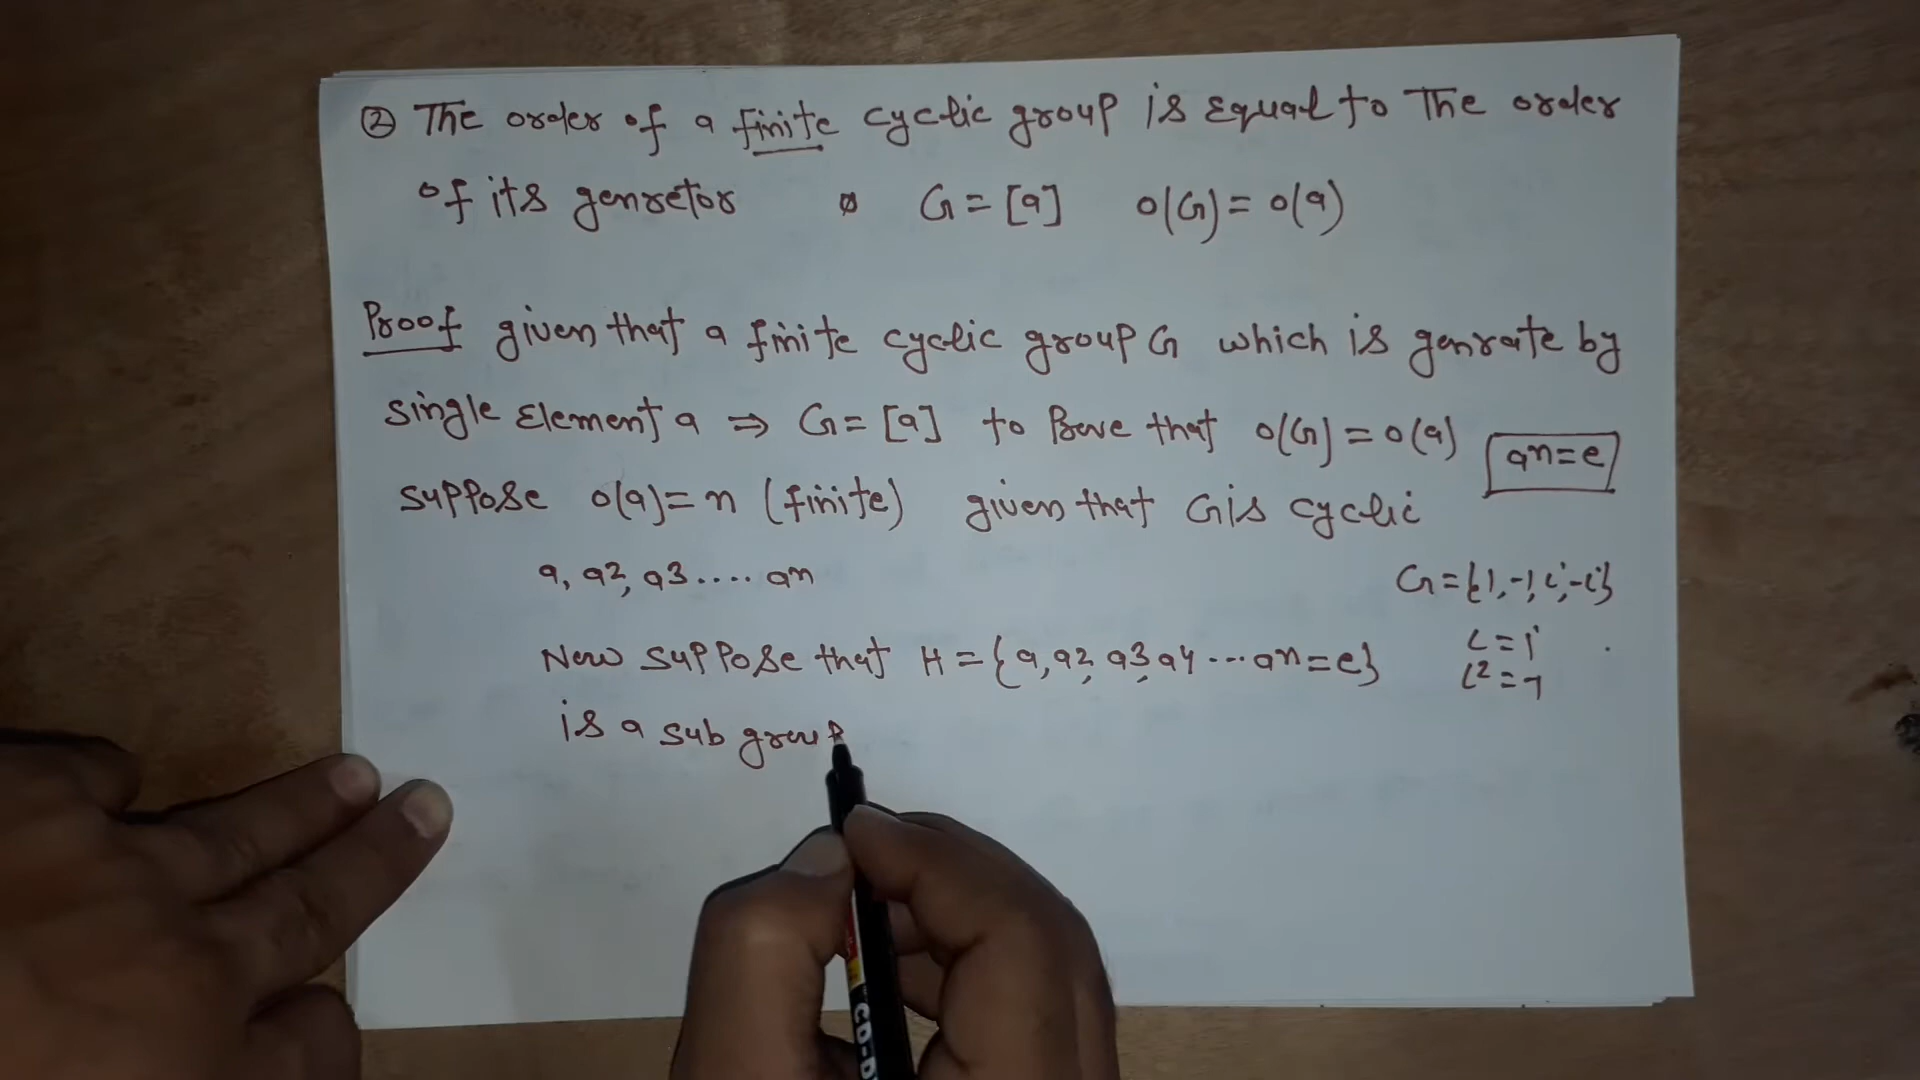 ② The order of a finite cyclic group is Equal to The order
of its genretor G = [a] o(G) = o(a)
Proof given that a finite cyclic group G which is genrate by
single Element a ⇒ G = [a] to Prove that o(G) = o(a)
an=e
suppose o(a) = n (finite) given that G is cyclic
a, a2, a3 .... an
G = {1,-1,i,-i}
Now suppose that H = {a, a2, a3, a4 ... an = e}
i2 = -1
is a sub group
CD-D